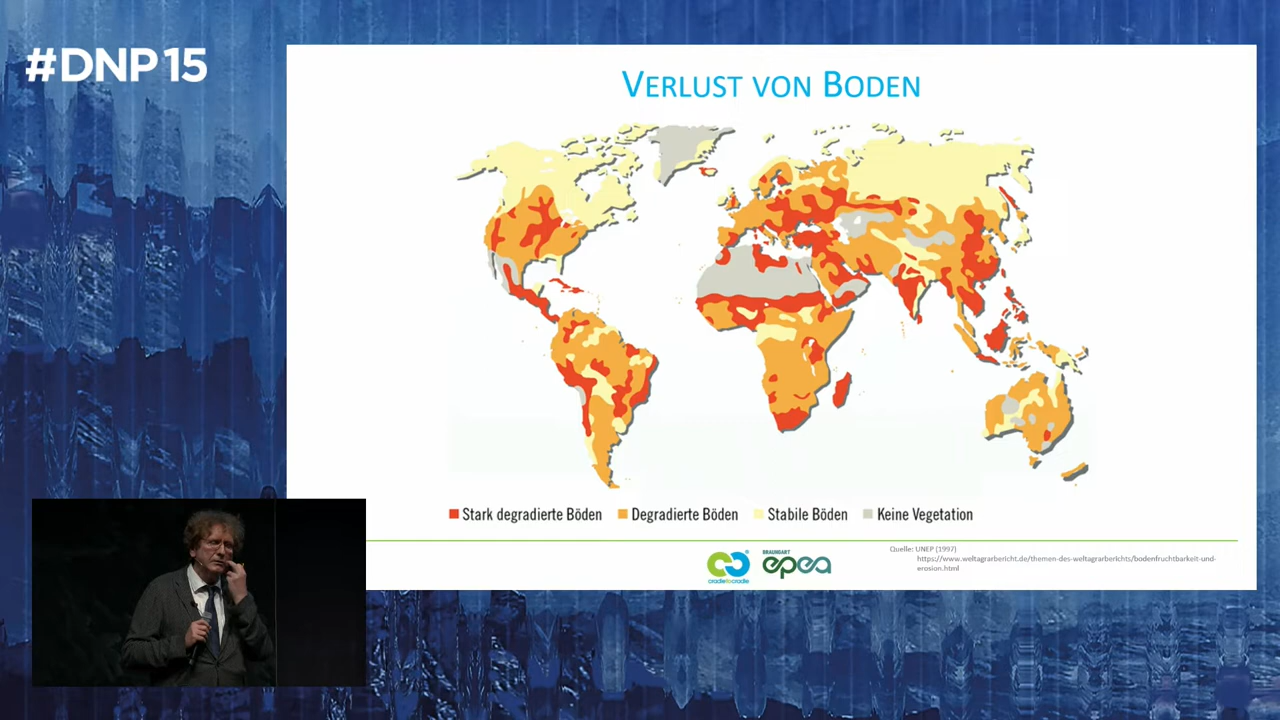 #DNP15
VERLUST VON BODEN
Stark degradierte Böden
Degradierte Böden
Stabile Böden
Keine Vegetation
cradletocradle
BRAUNGART
epea
Quelle: UNEP (1997)
https://www.weltagrarbericht.de/themen-des-weltagrarberichts/bodenfruchtbarkeit-und-
erosion.html